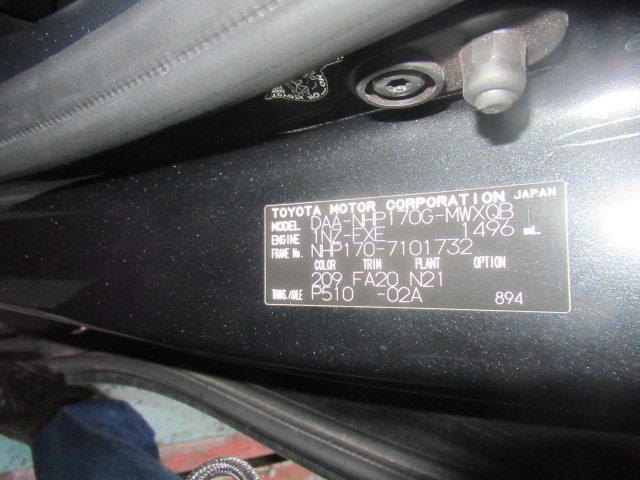 TOYOTA MOTOR CORPORATION JAPAN
MODEL DAA-NHP170G-MWXQB
ENGINE 1NZ-FXE 1496 mL
FRAME No. NHP170-7101732
COLOR TRIM PLANT OPTION
209 FA20 N21
TRANS./AXLE P510 -02A 894